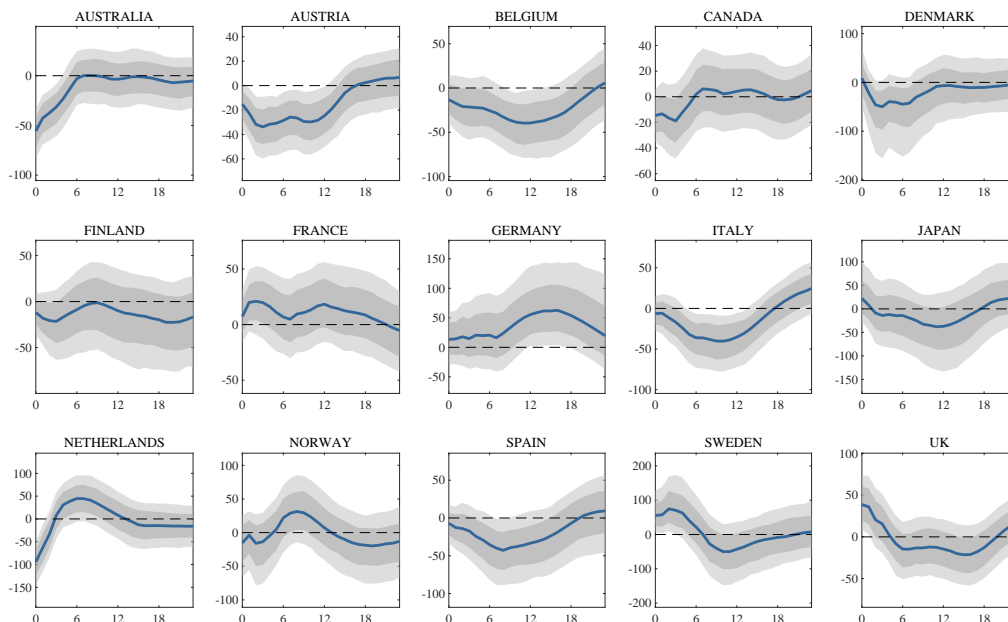 AUSTRALIA AUSTRIA BELGIUM CANADA DENMARK
0 -100
40 20 0 -20 -40 -60
50 0 -50 -100
40 20 0 -20 -40 -60
100 0 -100 -200
0 6 12 18 0 6 12 18 0 6 12 18 0 6 12 18 0 6 12 18
FINLAND FRANCE GERMANY ITALY JAPAN
50 0 -50
50 0 -50
150 100 50 0 -50
50 0 -50 -100
100 50 0 -50 -100 -150
0 6 12 18 0 6 12 18 0 6 12 18 0 6 12 18 0 6 12 18
NETHERLANDS NORWAY SPAIN SWEDEN UK
100 50 0 -50 -100 -150
100 50 0 -50 -100
50 0 -50 -100
200 100 0 -100 -200
100 50 0 -50
0 6 12 18 0 6 12 18 0 6 12 18 0 6 12 18 0 6 12 18